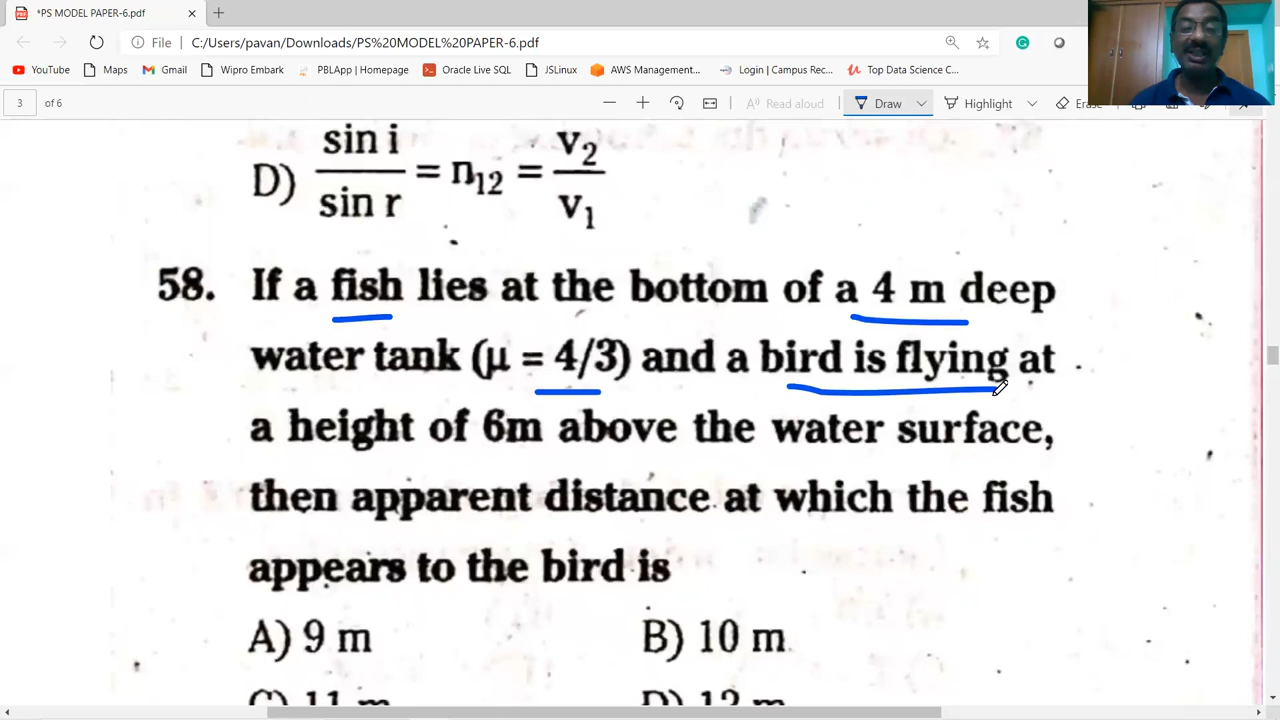 *PS MODEL PAPER-6.pdf
File C:/Users/pavan/Downloads/PS%20MODEL%20PAPER-6.pdf
YouTube Maps Gmail Wipro Embark PBLApp | Homepage Oracle Live SQL JSLinux AWS Management... Login | Campus Rec... Top Data Science C...
3 of 6 Read aloud Draw Highlight Erase
D) sin i / sin r = n12 = v2 / v1
58. If a fish lies at the bottom of a 4 m deep
water tank (μ = 4/3) and a bird is flying at
a height of 6m above the water surface,
then apparent distance at which the fish
appears to the bird is
A) 9 m B) 10 m
C) 11 m D) 12 m